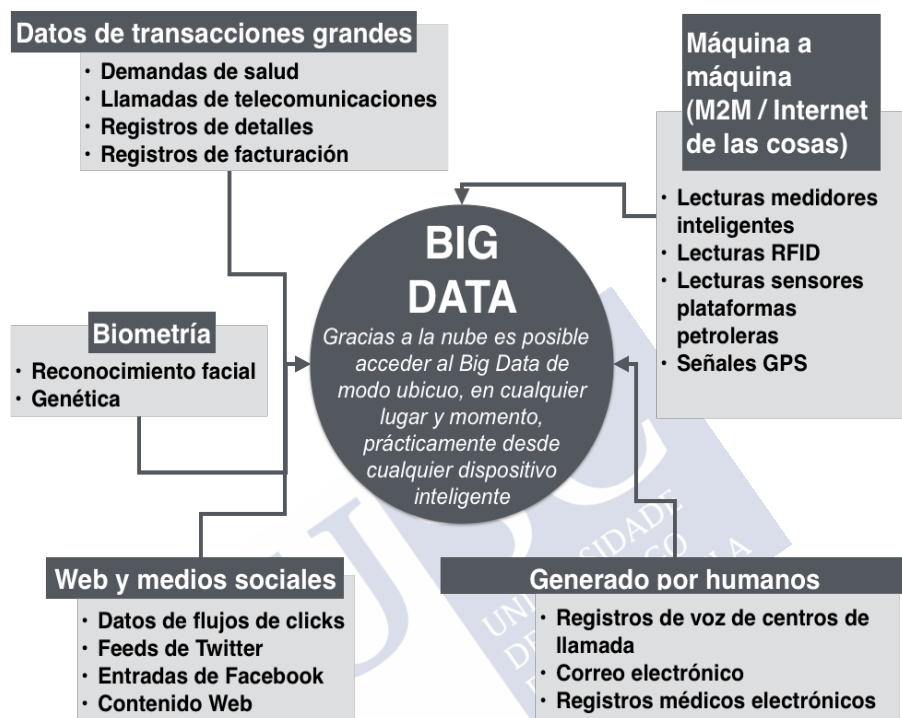 Datos de transacciones grandes
· Demandas de salud
· Llamadas de telecomunicaciones
· Registros de detalles
· Registros de facturación
Máquina a
máquina
(M2M / Internet
de las cosas)
· Lecturas medidores
inteligentes
· Lecturas RFID
· Lecturas sensores
plataformas
petroleras
· Señales GPS
BIG
DATA
Gracias a la nube es posible
acceder al Big Data de
modo ubicuo, en cualquier
lugar y momento,
prácticamente desde
cualquier dispositivo
inteligente
Biometría
· Reconocimiento facial
· Genética
Web y medios sociales
· Datos de flujos de clicks
· Feeds de Twitter
· Entradas de Facebook
· Contenido Web
Generado por humanos
· Registros de voz de centros de
llamada
· Correo electrónico
· Registros médicos electrónicos